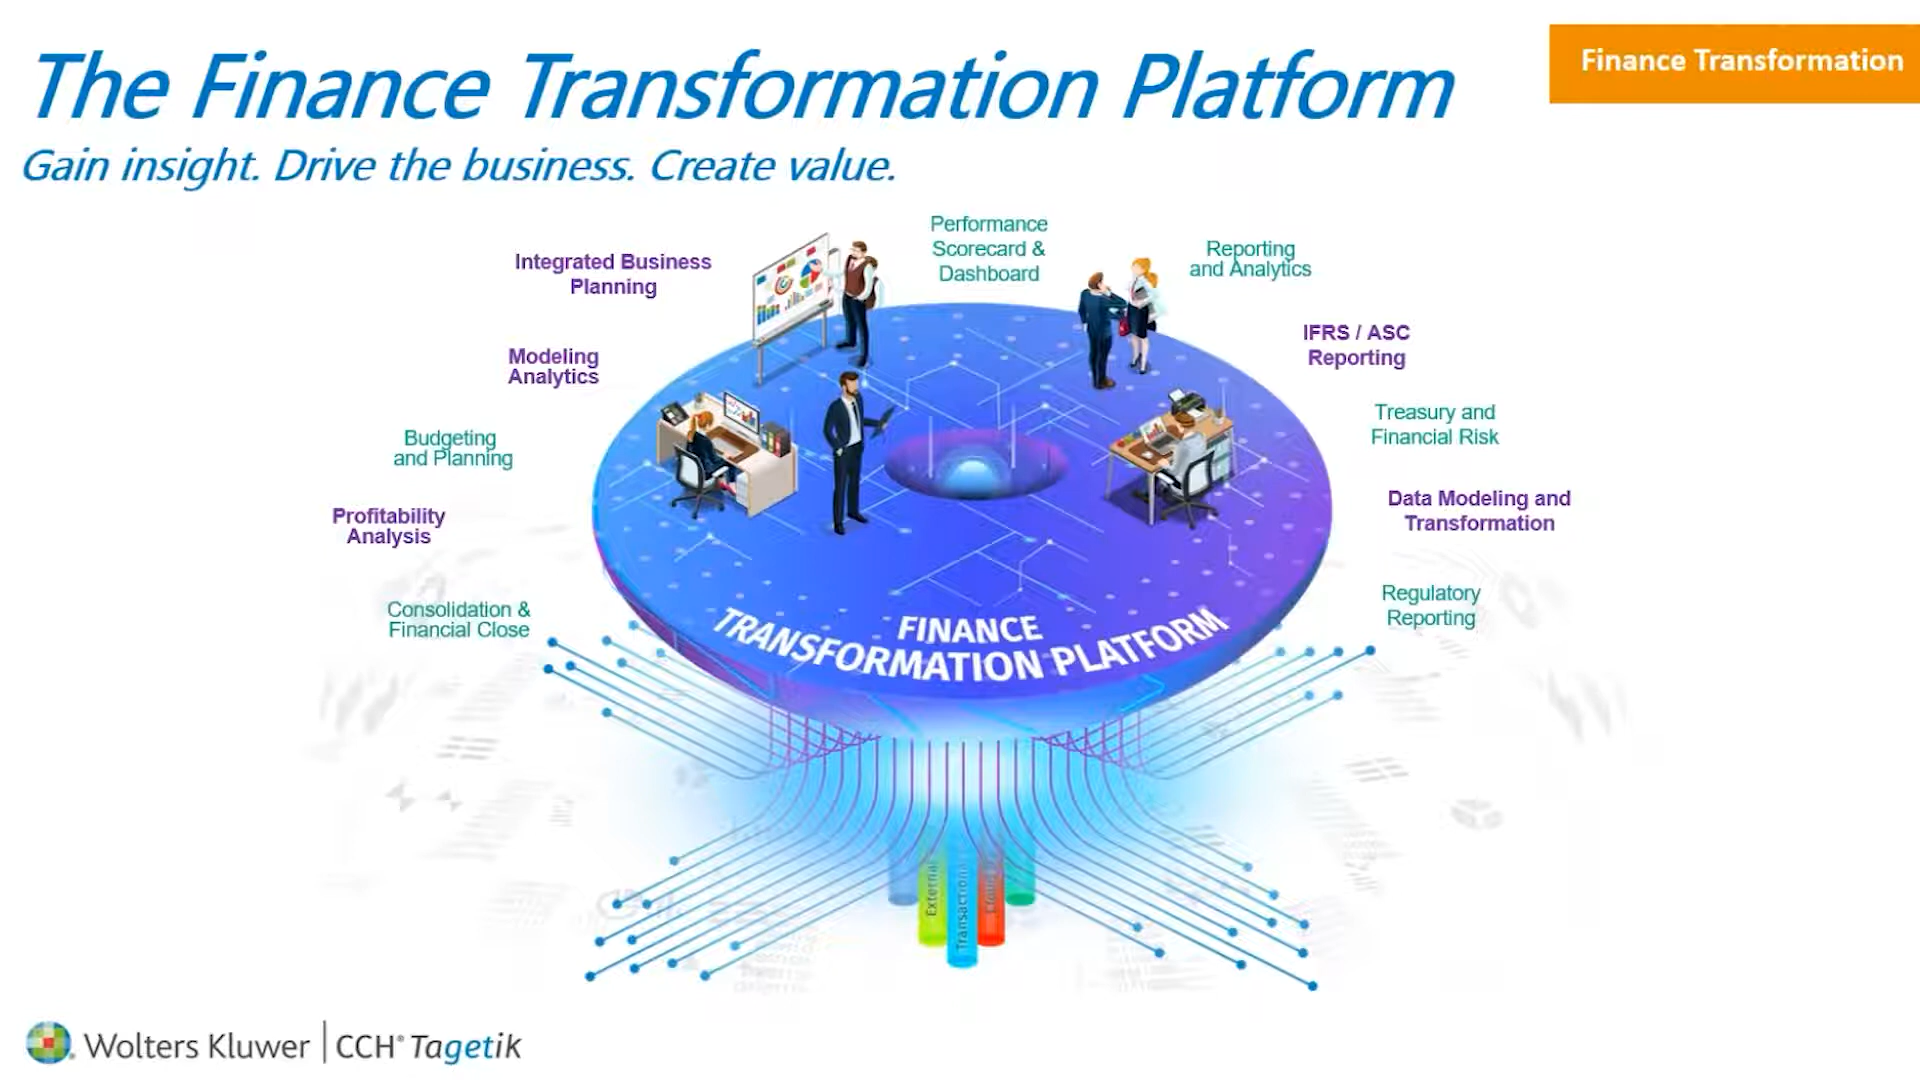 The Finance Transformation Platform
Finance Transformation
Gain insight. Drive the business. Create value.
Performance
Scorecard &
Dashboard
Integrated Business
Planning
Reporting
and Analytics
Modeling
Analytics
IFRS / ASC
Reporting
Budgeting
and Planning
Treasury and
Financial Risk
Profitability
Analysis
Data Modeling and
Transformation
Consolidation &
Financial Close
Regulatory
Reporting
FINANCE
TRANSFORMATION PLATFORM
External
Transaction
Wolters Kluwer | CCH® Tagetik